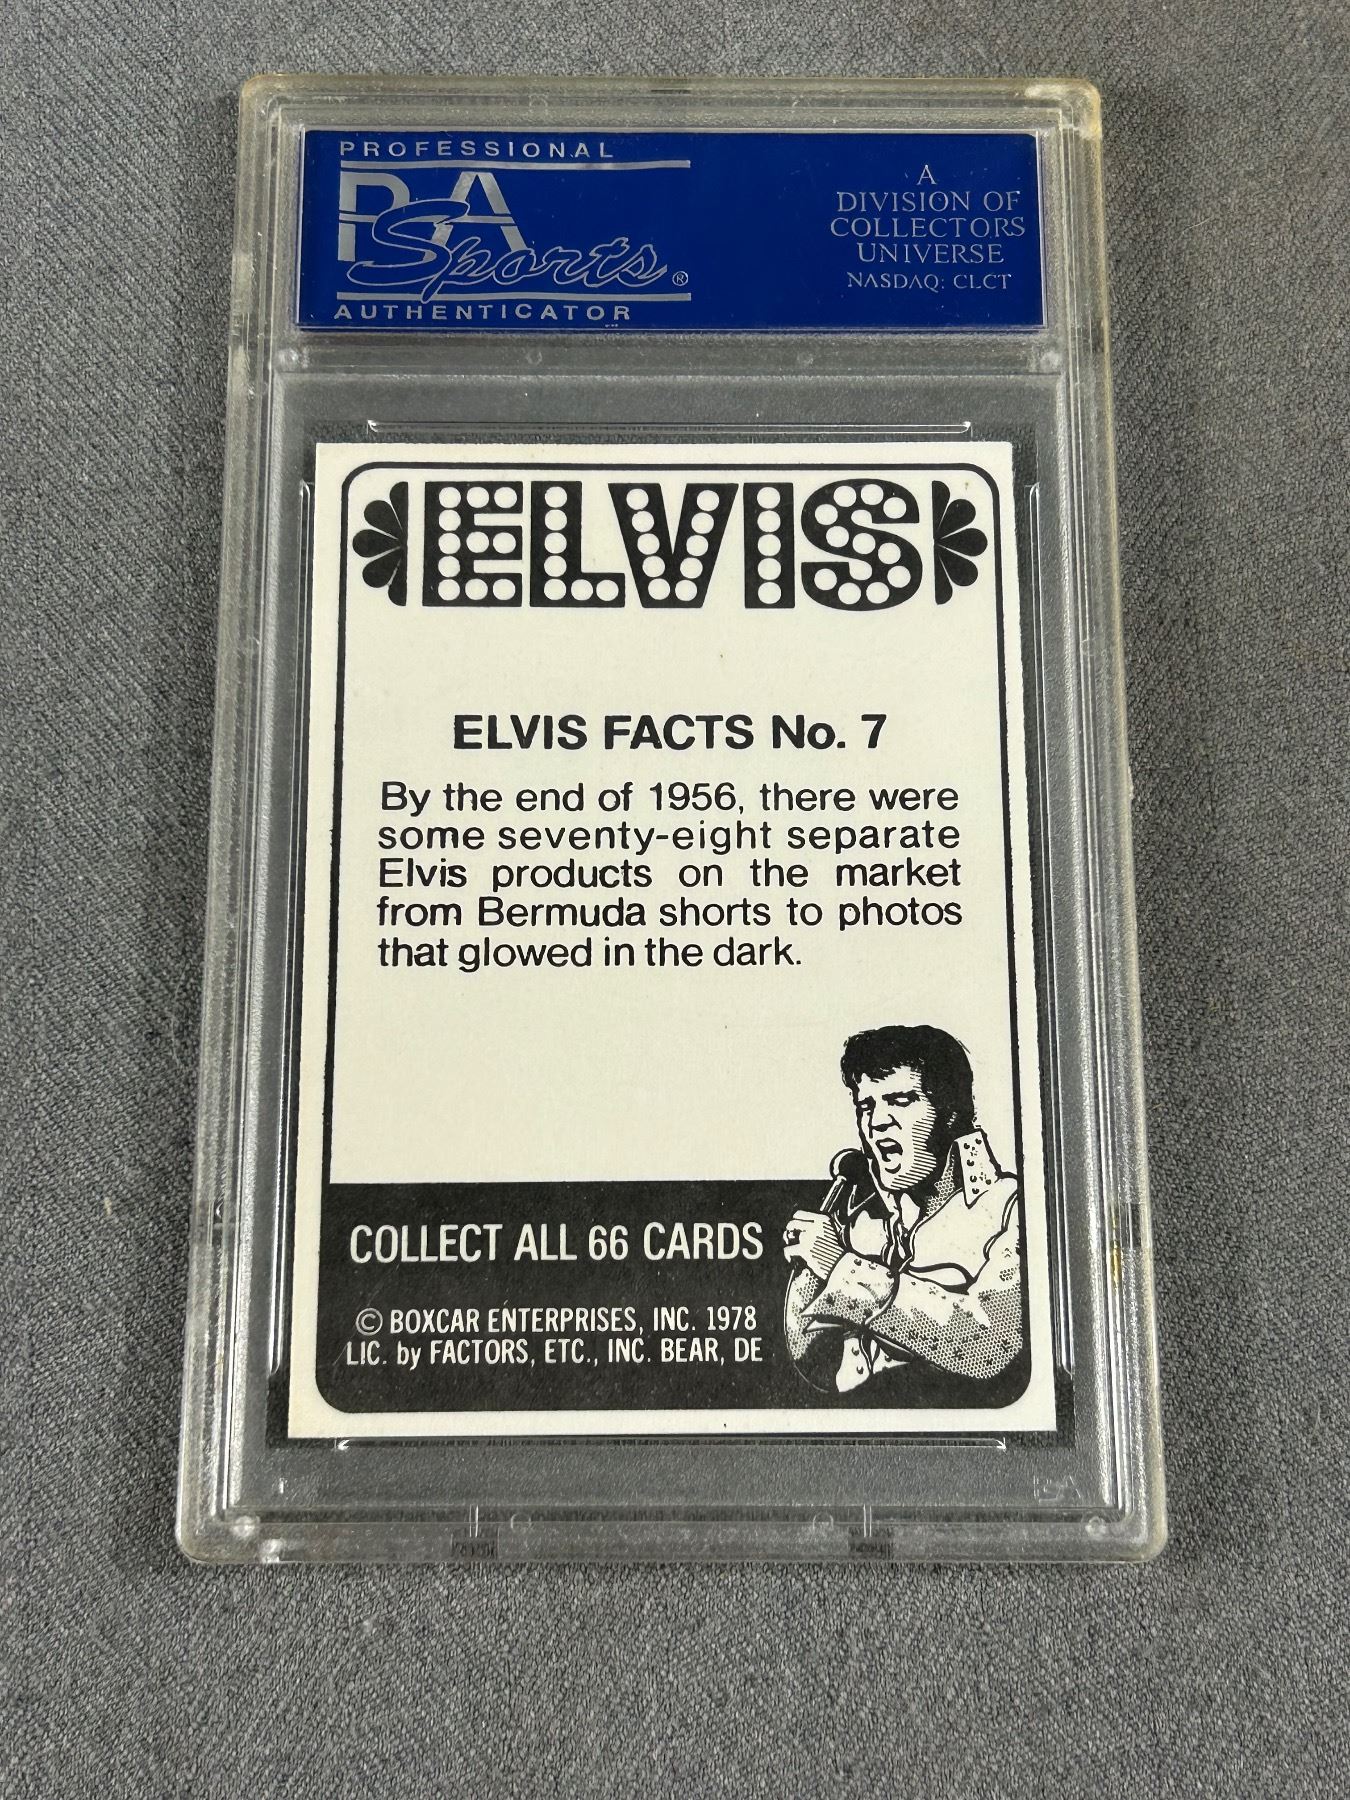 PROFESSIONAL
PSA
Sports®
AUTHENTICATOR
A
DIVISION OF
COLLECTORS
UNIVERSE
NASDAQ: CLCT
ELVIS
ELVIS FACTS No. 7
By the end of 1956, there were
some seventy-eight separate
Elvis products on the market
from Bermuda shorts to photos
that glowed in the dark.
COLLECT ALL 66 CARDS
© BOXCAR ENTERPRISES, INC. 1978
LIC. by FACTORS, ETC., INC. BEAR, DE